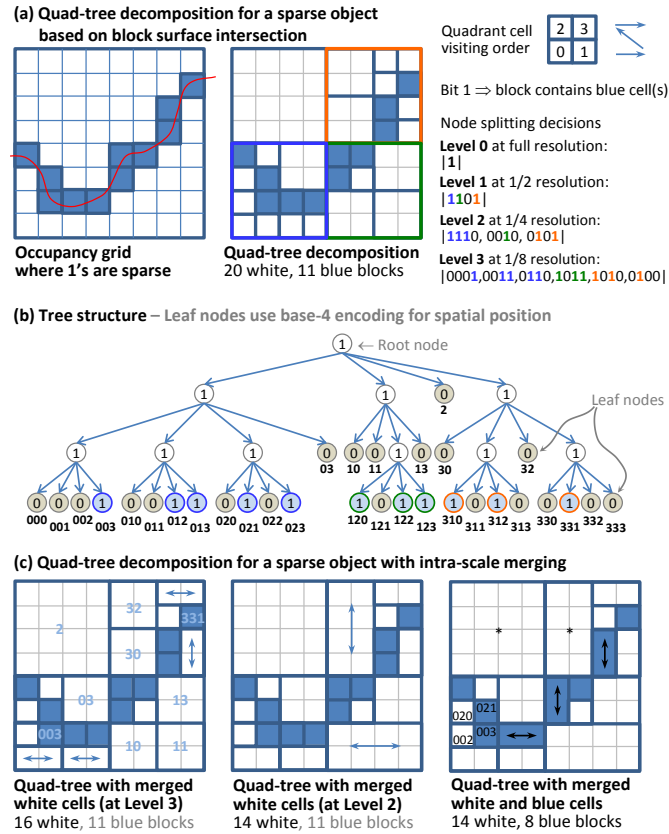 (a) Quad-tree decomposition for a sparse object
based on block surface intersection
Quadrant cell
visiting order
2 3
0 1
Bit 1 ⇒ block contains blue cell(s)
Node splitting decisions
Level 0 at full resolution:
|1|
Level 1 at 1/2 resolution:
|1101|
Level 2 at 1/4 resolution:
|1110, 0010, 0101|
Level 3 at 1/8 resolution:
|0001,0011,0110,1011,1010,0100|
Occupancy grid
where 1's are sparse
Quad-tree decomposition
20 white, 11 blue blocks
(b) Tree structure – Leaf nodes use base-4 encoding for spatial position
1 ← Root node
1 1 0 1
2
Leaf nodes
1 1 1 0 0 0 1 0 0 1 0 1
03 10 11 13 30 32
0 0 0 1 0 0 1 1 0 1 0 1 1 0 1 1 1 0 1 0 0 1 0 0
000 001 002 003 010 011 012 013 020 021 022 023 120 121 122 123 310 311 312 313 330 331 332 333
(c) Quad-tree decomposition for a sparse object with intra-scale merging
2 32 331
30
03 13
003 10 11
* *
020 021
002 003
Quad-tree with merged
white cells (at Level 3)
16 white, 11 blue blocks
Quad-tree with merged
white cells (at Level 2)
14 white, 11 blue blocks
Quad-tree with merged
white and blue cells
14 white, 8 blue blocks